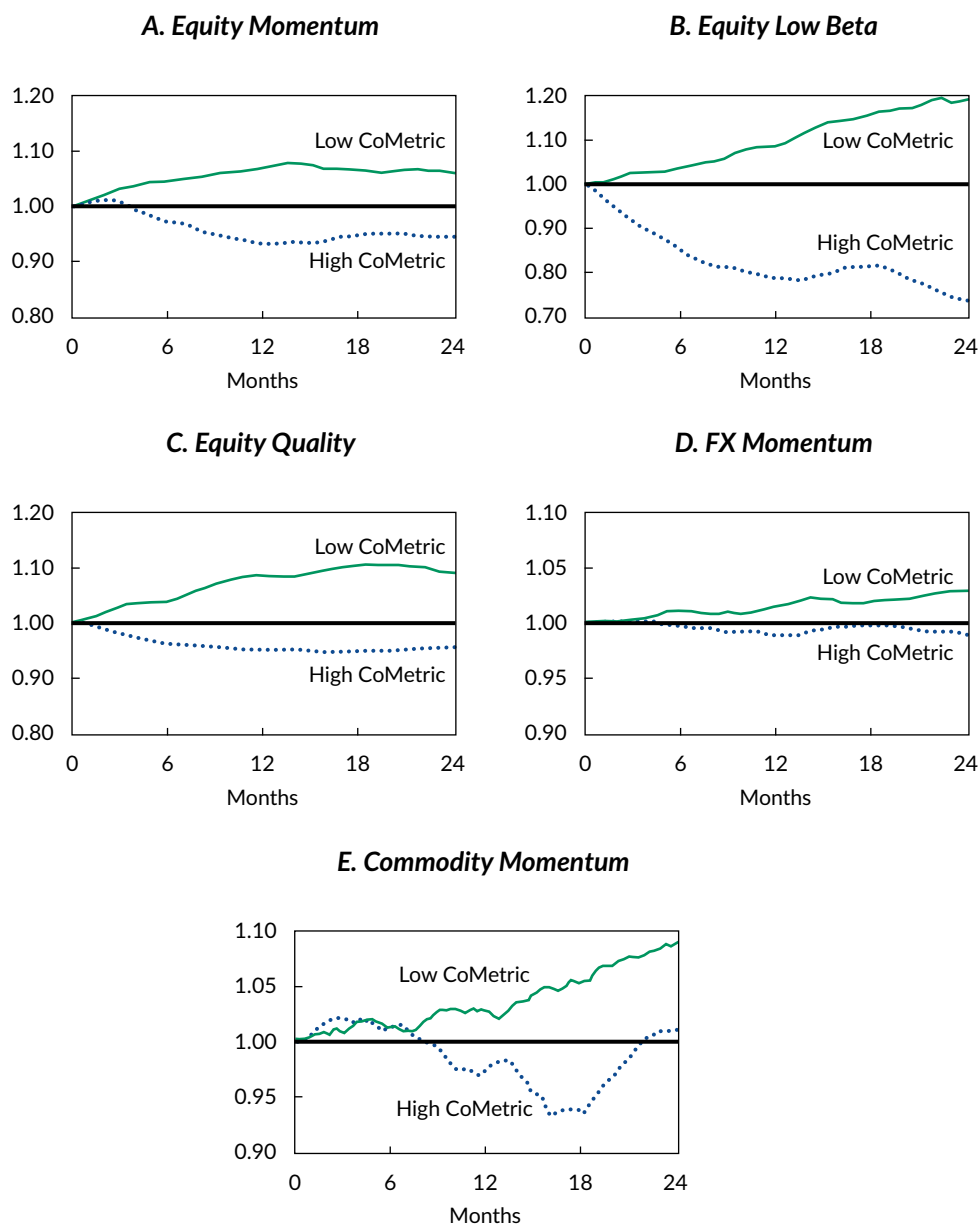 A. Equity Momentum
1.20
1.10
1.00
0.90
0.80
Low CoMetric
High CoMetric
0 6 12 18 24
Months
B. Equity Low Beta
1.20
1.10
1.00
0.90
0.80
0.70
Low CoMetric
High CoMetric
0 6 12 18 24
Months
C. Equity Quality
1.20
1.10
1.00
0.90
0.80
Low CoMetric
High CoMetric
0 6 12 18 24
Months
D. FX Momentum
1.10
1.05
1.00
0.95
0.90
Low CoMetric
High CoMetric
0 6 12 18 24
Months
E. Commodity Momentum
1.10
1.05
1.00
0.95
0.90
Low CoMetric
High CoMetric
0 6 12 18 24
Months